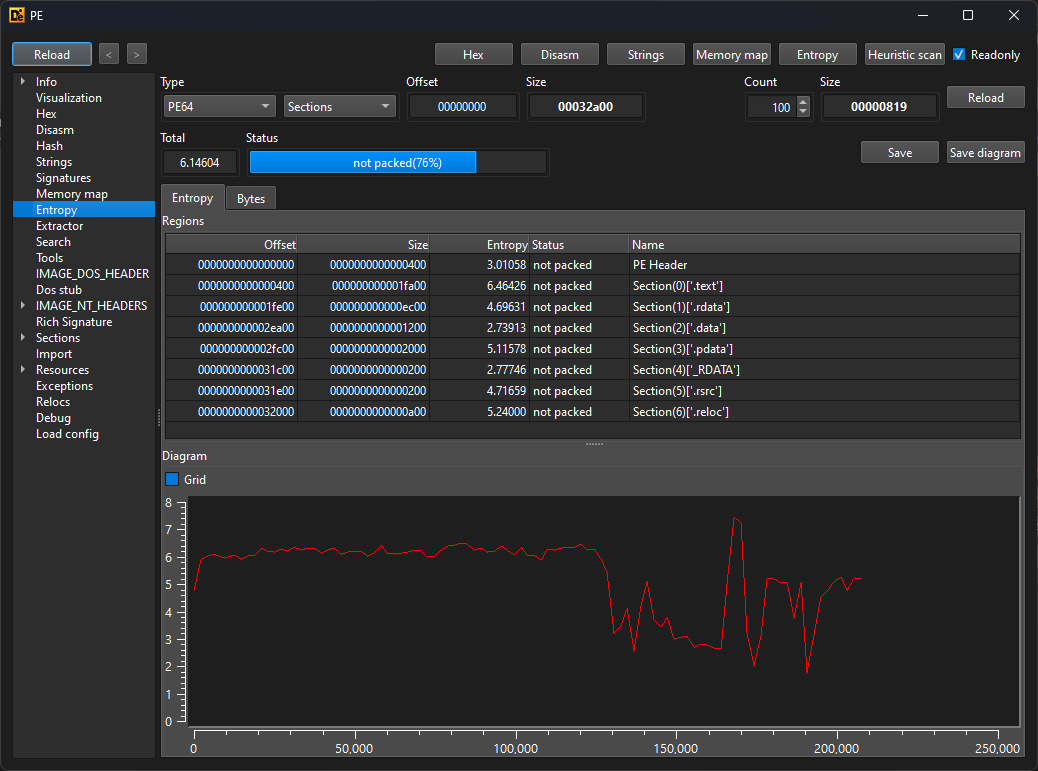 PE
Reload < > Hex Disasm Strings Memory map Entropy Heuristic scan Readonly
Info
Visualization
Hex
Disasm
Hash
Strings
Signatures
Memory map
Entropy
Extractor
Search
Tools
IMAGE_DOS_HEADER
Dos stub
IMAGE_NT_HEADERS
Rich Signature
Sections
Import
Resources
Exceptions
Relocs
Debug
Load config
Type Offset Size Count Size
PE64 Sections 00000000 00032a00 100 00000819 Reload
Total Status
6.14604 not packed(76%) Save Save diagram
Entropy Bytes
Regions
Offset Size Entropy Status Name
0000000000000000 0000000000000400 3.01058 not packed PE Header
0000000000000400 000000000001fa00 6.46426 not packed Section(0)['.text']
000000000001fe00 000000000000ec00 4.69631 not packed Section(1)['.rdata']
000000000002ea00 0000000000001200 2.73913 not packed Section(2)['.data']
000000000002fc00 0000000000002000 5.11578 not packed Section(3)['.pdata']
0000000000031c00 0000000000000200 2.77746 not packed Section(4)['_RDATA']
0000000000031e00 0000000000000200 4.71659 not packed Section(5)['.rsrc']
0000000000032000 0000000000000a00 5.24000 not packed Section(6)['.reloc']
Diagram
Grid
8
7
6
5
4
3
2
1
0
0 50,000 100,000 150,000 200,000 250,000